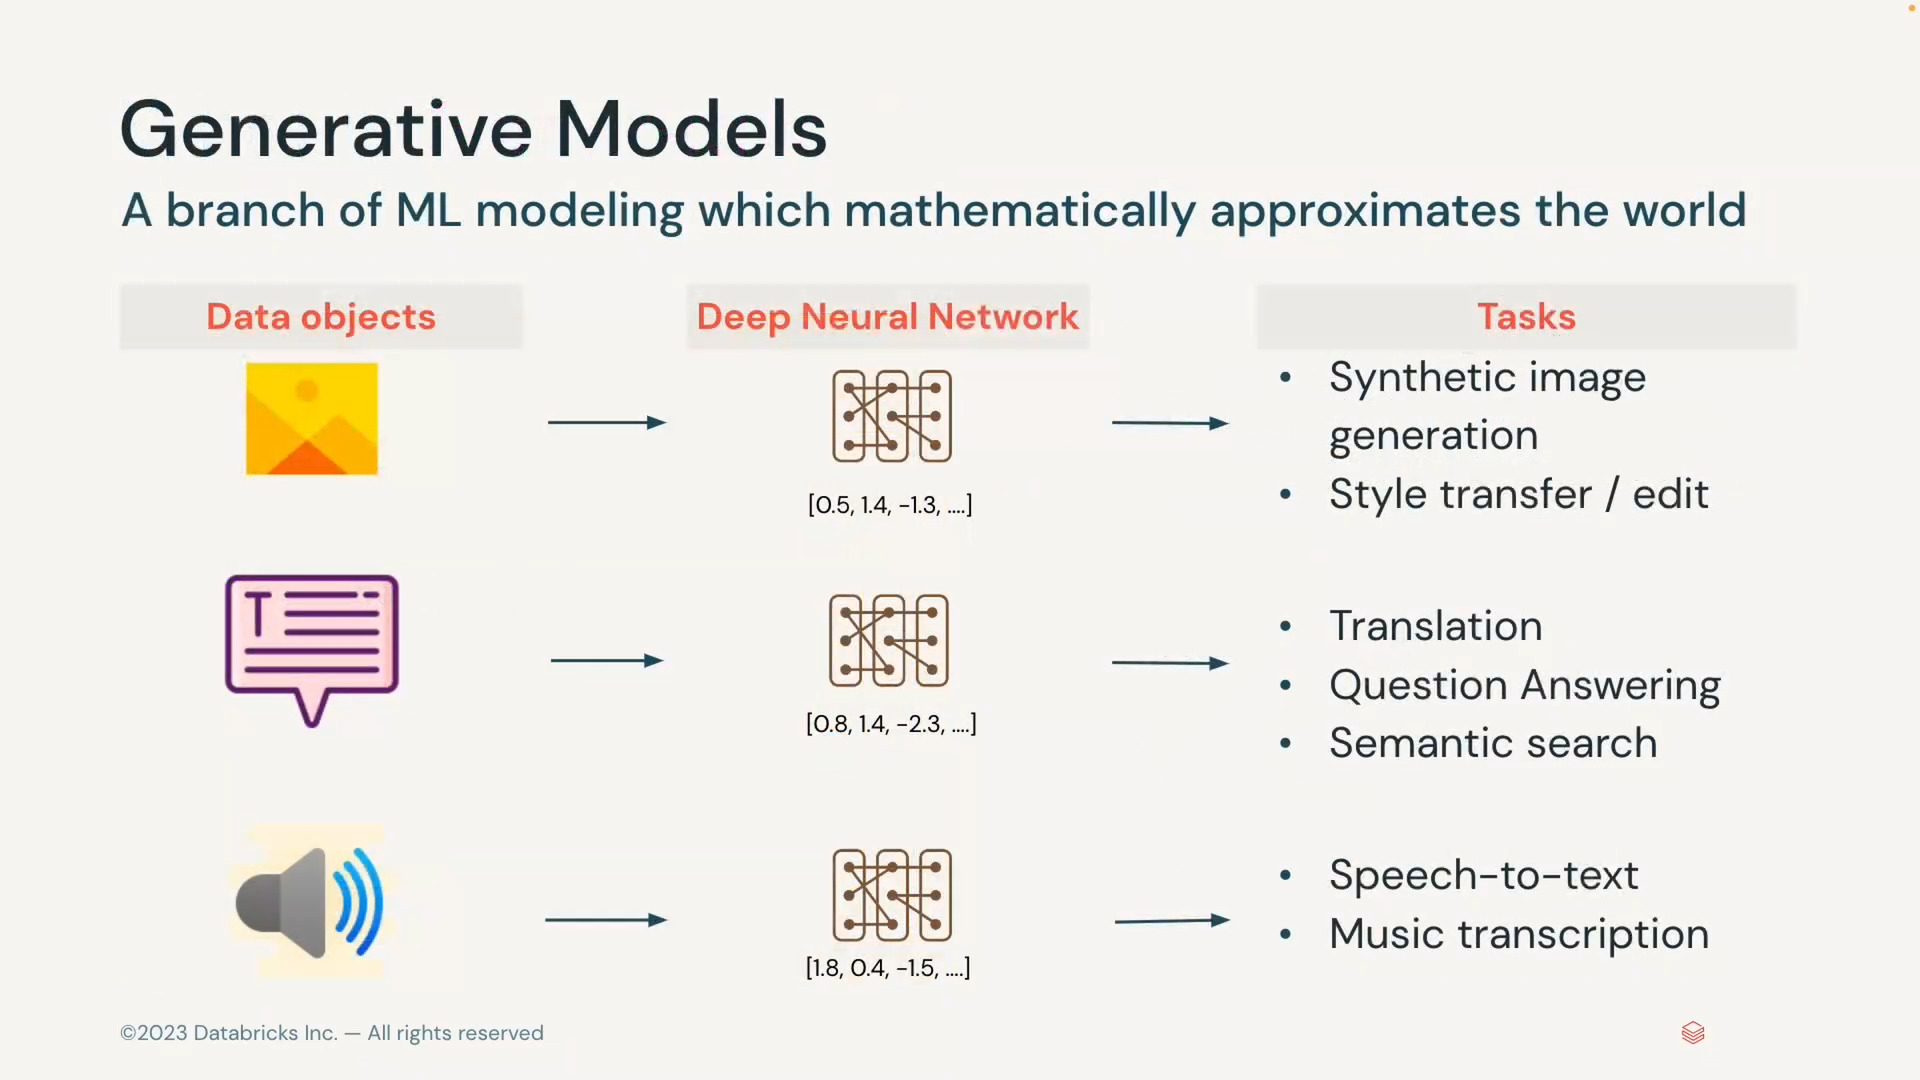 Generative Models
A branch of ML modeling which mathematically approximates the world
Data objects
Deep Neural Network
Tasks
[0.5, 1.4, -1.3, ....]
• Synthetic image
generation
• Style transfer / edit
T
[0.8, 1.4, -2.3, ....]
• Translation
• Question Answering
• Semantic search
[1.8, 0.4, -1.5, ....]
• Speech-to-text
• Music transcription
©2023 Databricks Inc. — All rights reserved